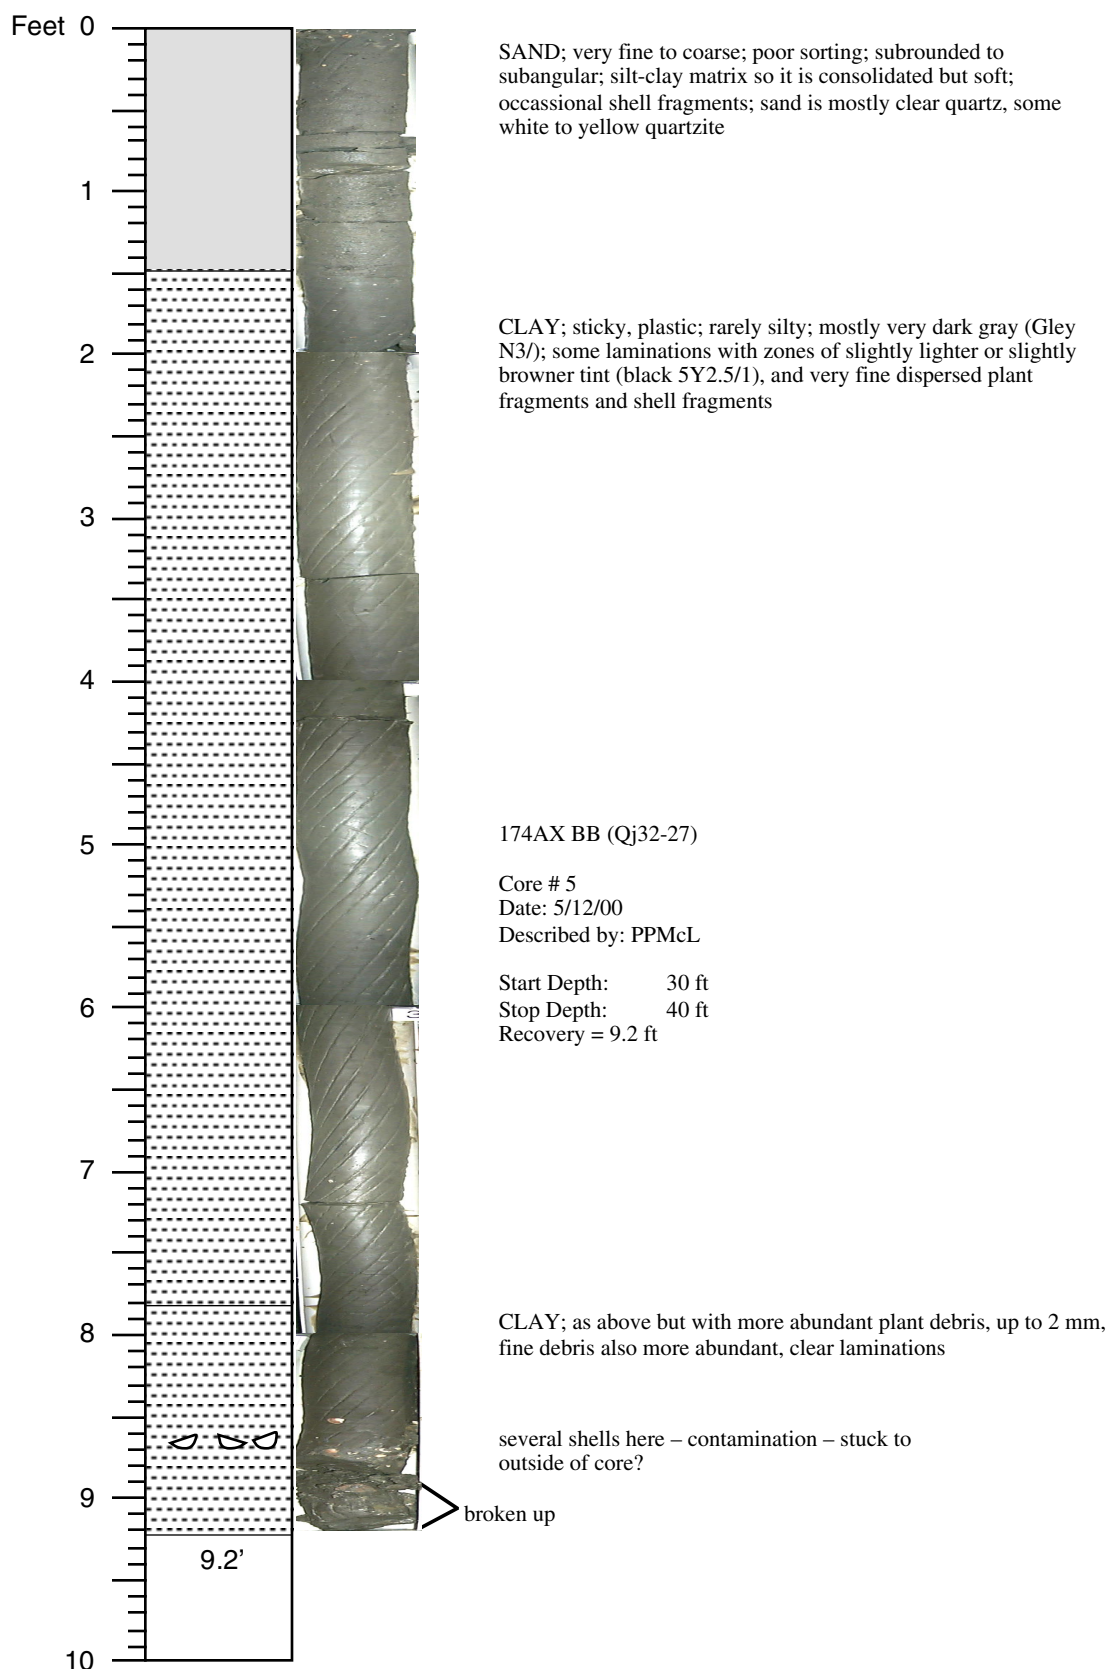 Feet 0
SAND; very fine to coarse; poor sorting; subrounded to
subangular; silt-clay matrix so it is consolidated but soft;
occassional shell fragments; sand is mostly clear quartz, some
white to yellow quartzite
1
CLAY; sticky, plastic; rarely silty; mostly very dark gray (Gley
N3/); some laminations with zones of slightly lighter or slightly
browner tint (black 5Y2.5/1), and very fine dispersed plant
fragments and shell fragments
2
3
4
174AX BB (Qj32-27)
5
Core # 5
Date: 5/12/00
Described by: PPMcL
Start Depth: 30 ft
Stop Depth: 40 ft
Recovery = 9.2 ft
6
7
CLAY; as above but with more abundant plant debris, up to 2 mm,
fine debris also more abundant, clear laminations
8
several shells here – contamination – stuck to
outside of core?
9
broken up
9.2’
10